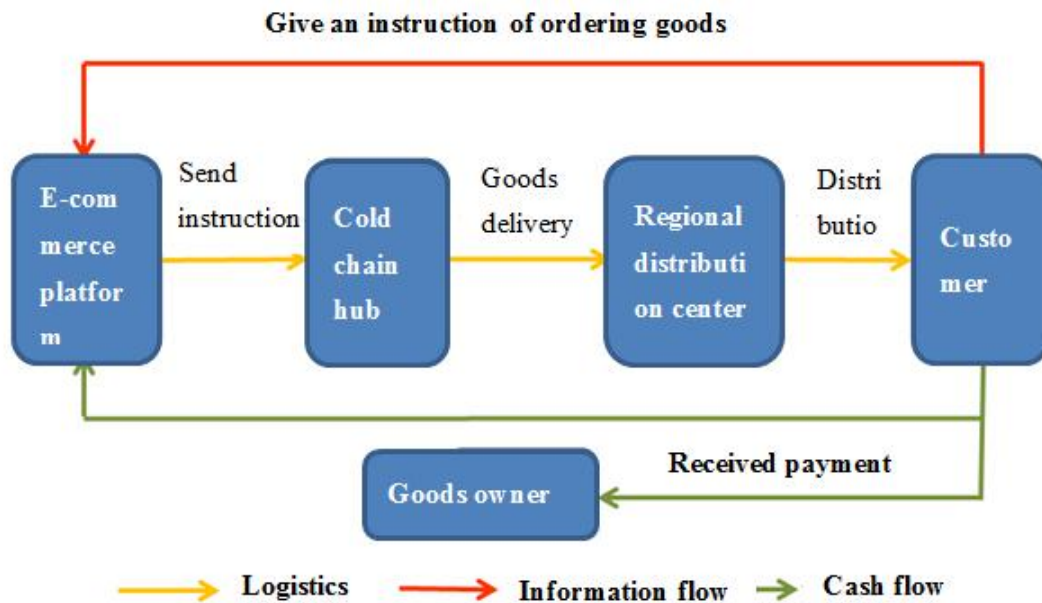 Give an instruction of ordering goods
E-com
merce
platfor
m
Send
instruction
Cold
chain
hub
Goods
delivery
Regional
distributi
on center
Distri
butio
Custo
mer
Received payment
Goods owner
Logistics
Information flow
Cash flow